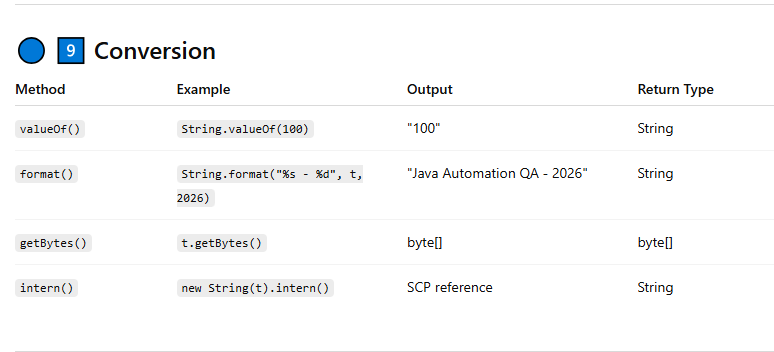 9 Conversion
Method Example Output Return Type
valueOf() String.valueOf(100) "100" String
format() String.format("%s - %d", t, "Java Automation QA - 2026" String
2026)
getBytes() t.getBytes() byte[] byte[]
intern() new String(t).intern() SCP reference String